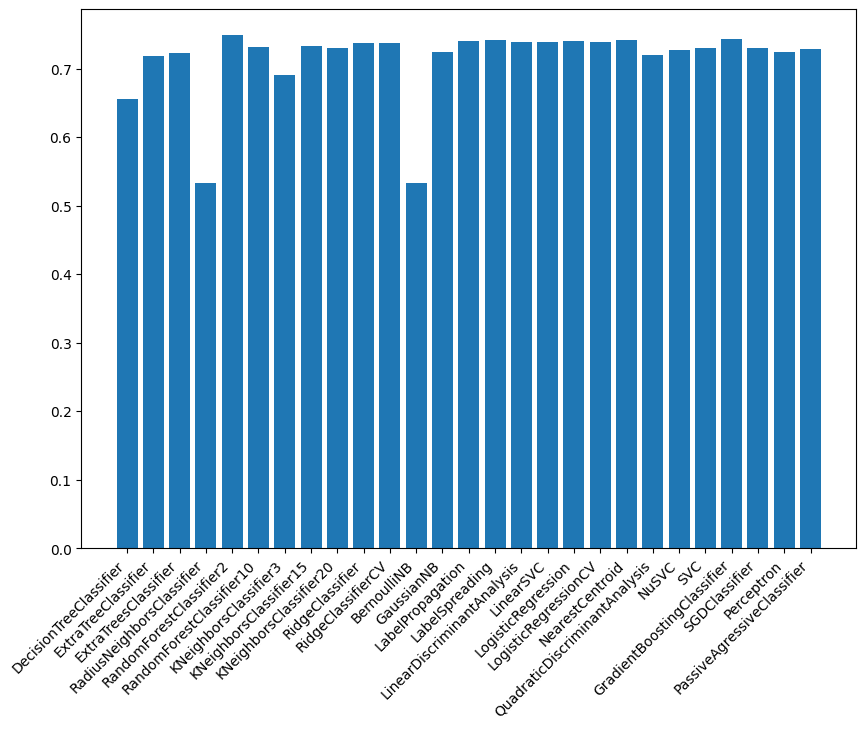 0.7
0.6
0.5
0.4
0.3
0.2
0.1
0.0
DecisionTreeClassifier
ExtraTreeClassifier
ExtraTreesClassifier
RadiusNeighborsClassifier
RandomForestClassifier2
RandomForestClassifier10
KNeighborsClassifier3
KNeighborsClassifier15
KNeighborsClassifier20
RidgeClassifier
RidgeClassifierCV
BernoulliNB
GaussianNB
LabelPropagation
LabelSpreading
LinearDiscriminantAnalysis
LinearSVC
LogisticRegression
LogisticRegressionCV
NearestCentroid
QuadraticDiscriminantAnalysis
NuSVC
SVC
GradientBoostingClassifier
SGDClassifier
Perceptron
PassiveAgressiveClassifier